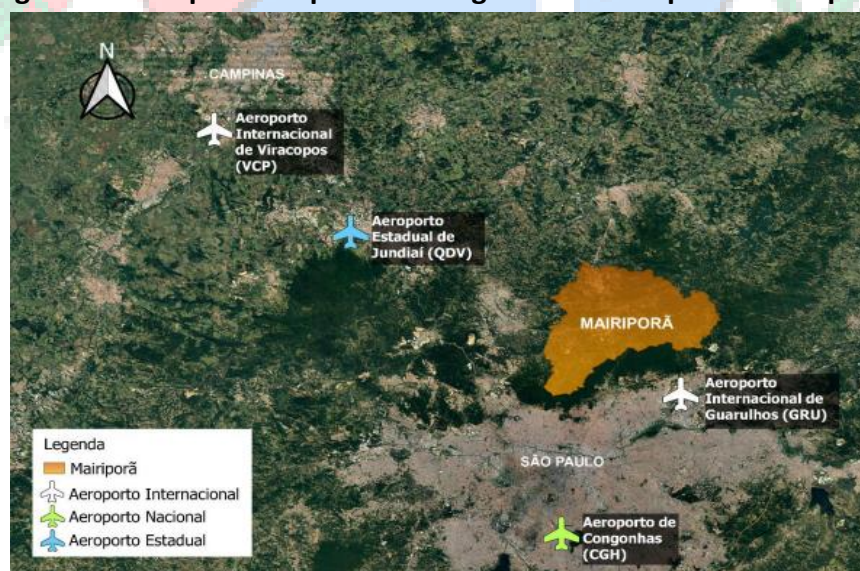 N
CAMPINAS
Aeroporto
Internacional
de Viracopos
(VCP)
Aeroporto
Estadual de
Jundiaí (QDV)
MAIRIPORÃ
Aeroporto
Internacional de
Guarulhos (GRU)
SÃO PAULO
Aeroporto de
Congonhas
(CGH)
Legenda
Mairiporã
Aeroporto Internacional
Aeroporto Nacional
Aeroporto Estadual